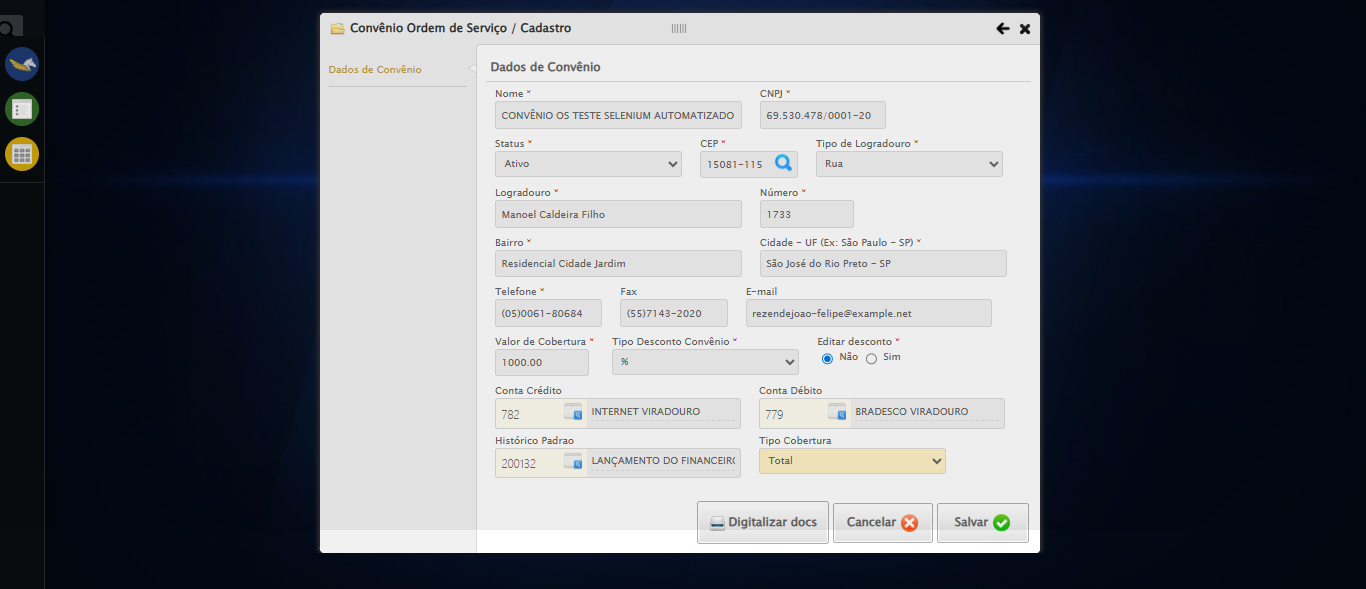 Convênio Ordem de Serviço / Cadastro
Dados de Convênio
Dados de Convênio
Nome * CNPJ *
CONVÊNIO OS TESTE SELENIUM AUTOMATIZADO 69.530.478/0001-20
Status * CEP * Tipo de Logradouro *
Ativo 15081-115 Rua
Logradouro * Número *
Manoel Caldeira Filho 1733
Bairro * Cidade - UF (Ex: São Paulo - SP) *
Residencial Cidade Jardim São José do Rio Preto - SP
Telefone * Fax E-mail
(05)0061-80684 (55)7143-2020 rezendejoao-felipe@example.net
Valor de Cobertura * Tipo Desconto Convênio * Editar desconto *
1000.00 % Não Sim
Conta Crédito Conta Débito
782 INTERNET VIRADOURO 779 BRADESCO VIRADOURO
Histórico Padrao Tipo Cobertura
200132 LANÇAMENTO DO FINANCEIRO Total
Digitalizar docs Cancelar Salvar